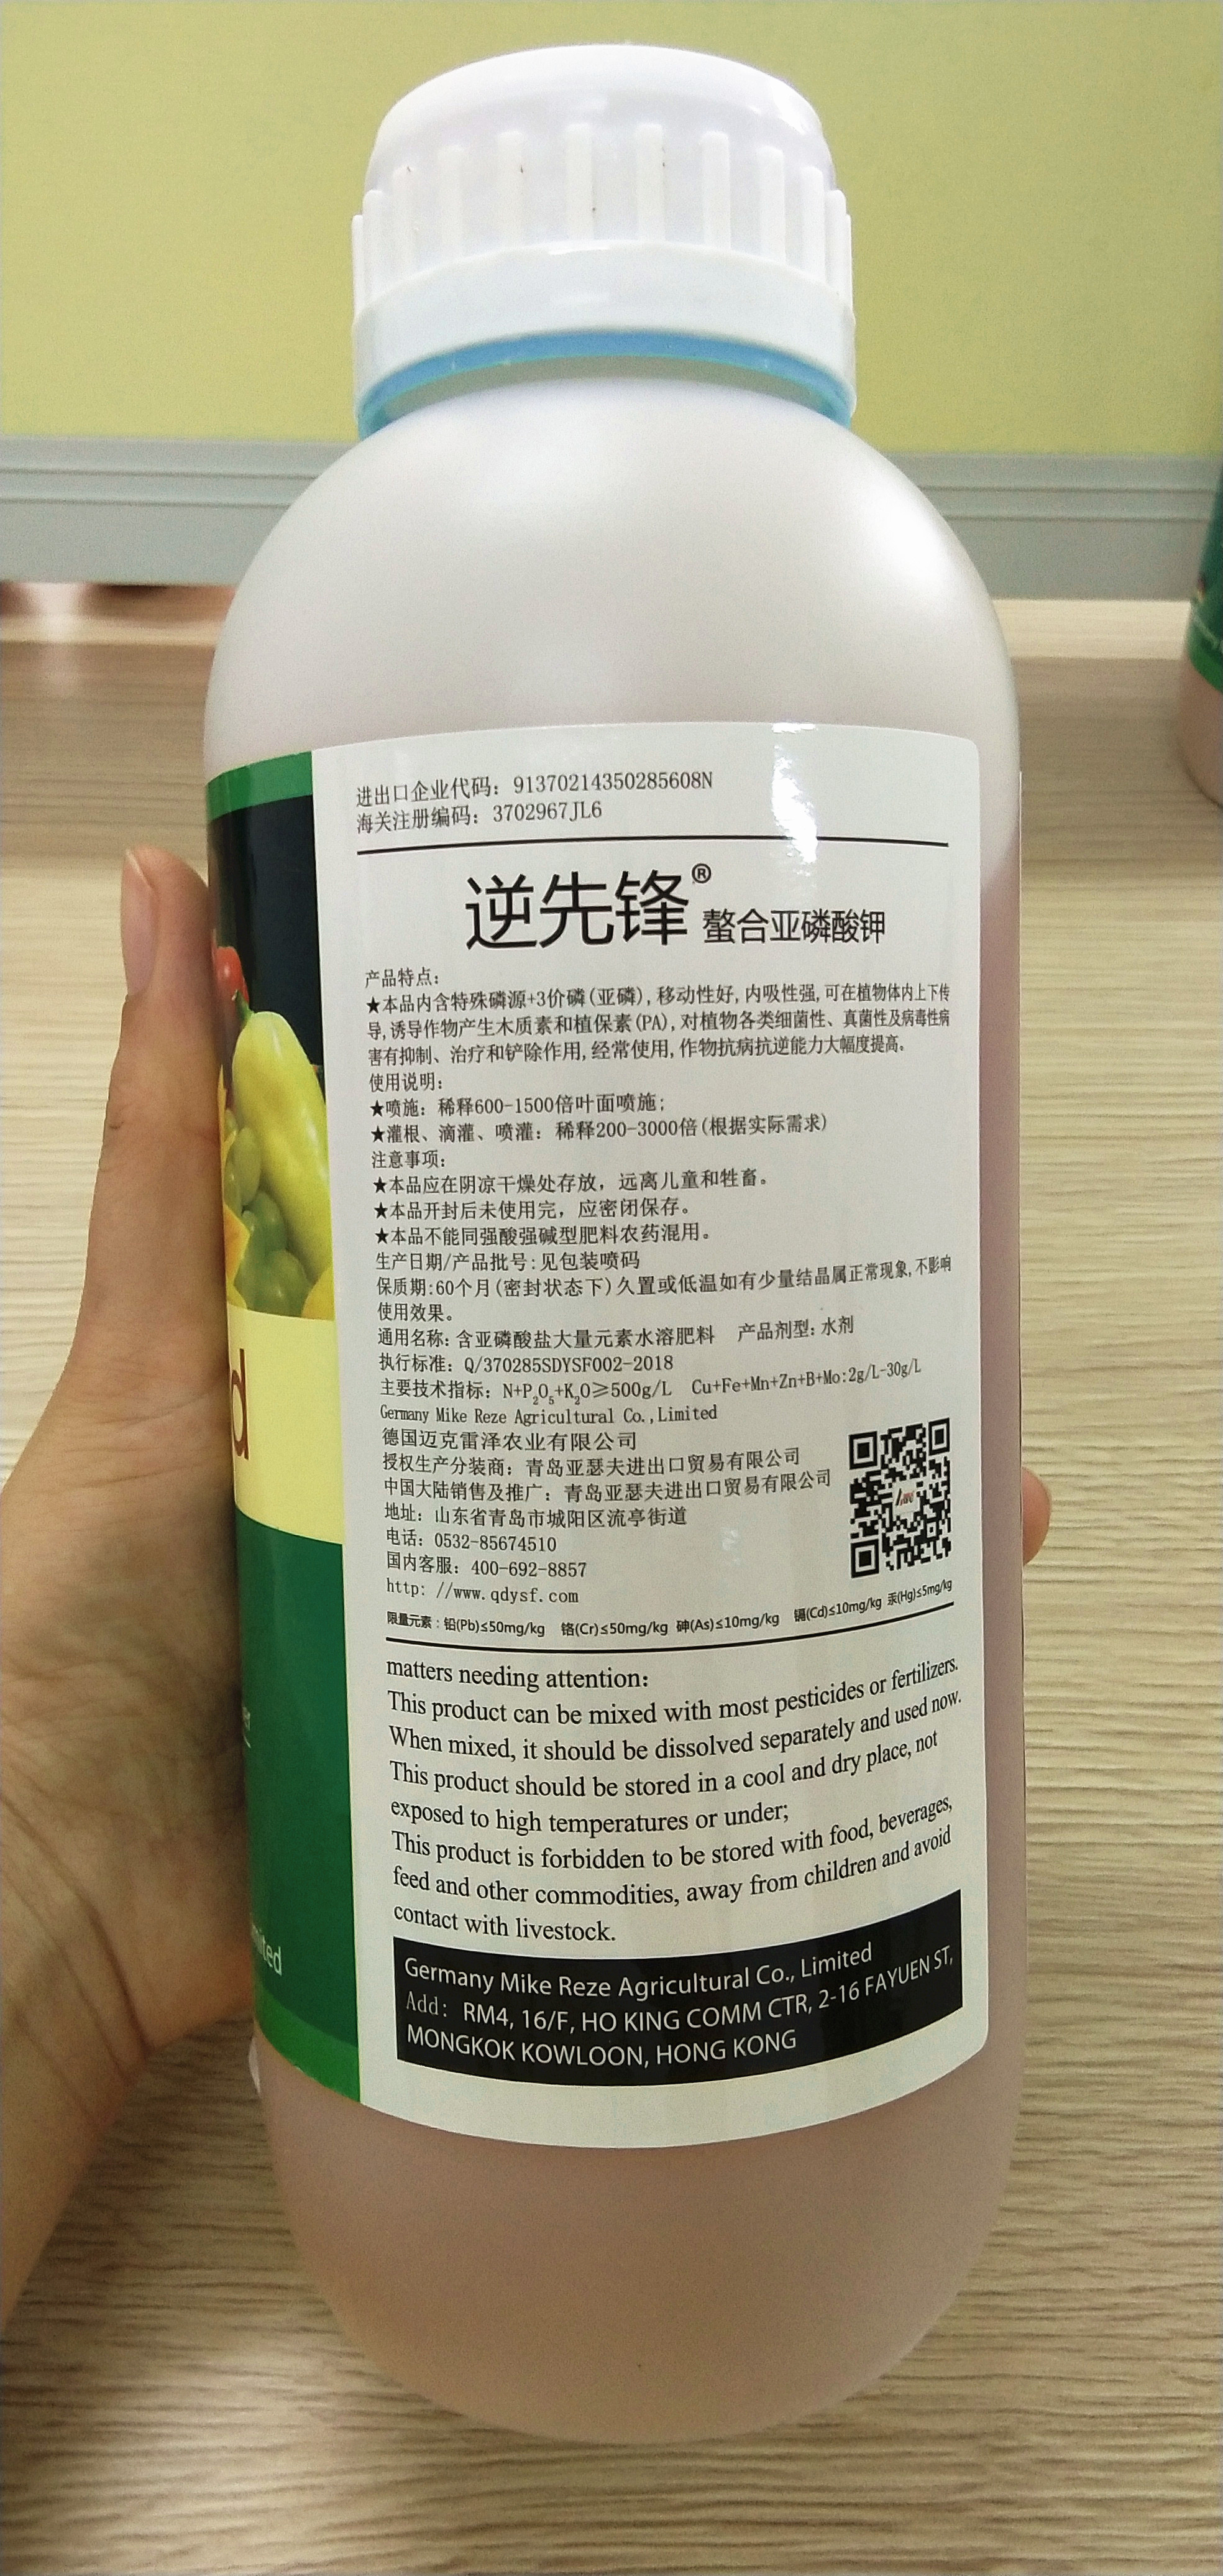 进出口企业代码：91370214350285608N
海关注册编码：3702967JL6
逆先锋® 螯合亚磷酸钾
产品特点：
★本品内含特殊磷源+3价磷(亚磷),移动性好,内吸性强,可在植物体内上下传
导,诱导作物产生木质素和植保素(PA),对植物各类细菌性、真菌性及病毒性病
害有抑制、治疗和铲除作用,经常使用,作物抗病抗逆能力大幅度提高。
使用说明：
★喷施：稀释600-1500倍叶面喷施；
★灌根、滴灌、喷灌：稀释200-3000倍(根据实际需求)
注意事项：
★本品应在阴凉干燥处存放，远离儿童和牲畜。
★本品开封后未使用完，应密闭保存。
★本品不能同强酸强碱型肥料农药混用。
生产日期/产品批号:见包装喷码
保质期:60个月(密封状态下)久置或低温如有少量结晶属正常现象,不影响
使用效果。
通用名称：含亚磷酸盐大量元素水溶肥料 产品剂型：水剂
执行标准：Q/370285SDYSF002-2018
主要技术指标：N+P₂O₅+K₂O≥500g/L Cu+Fe+Mn+Zn+B+Mo:2g/L-30g/L
Germany Mike Reze Agricultural Co.,Limited
德国迈克雷泽农业有限公司
授权生产分装商：青岛亚瑟夫进出口贸易有限公司
中国大陆销售及推广：青岛亚瑟夫进出口贸易有限公司
地址：山东省青岛市城阳区流亭街道
电话：0532-85674510
国内客服：400-692-8857
http: //www.qdysf.com
限量元素：铅(Pb)≤50mg/kg 铬(Cr)≤50mg/kg 砷(As)≤10mg/kg 镉(Cd)≤10mg/kg 汞(Hg)≤5mg/kg
matters needing attention：
This product can be mixed with most pesticides or fertilizers.
When mixed, it should be dissolved separately and used now.
This product should be stored in a cool and dry place, not
exposed to high temperatures or under;
This product is forbidden to be stored with food, beverages,
feed and other commodities, away from children and avoid
contact with livestock.
Germany Mike Reze Agricultural Co., Limited
Add：RM4, 16/F, HO KING COMM CTR, 2-16 FAYUEN ST,
MONGKOK KOWLOON, HONG KONG